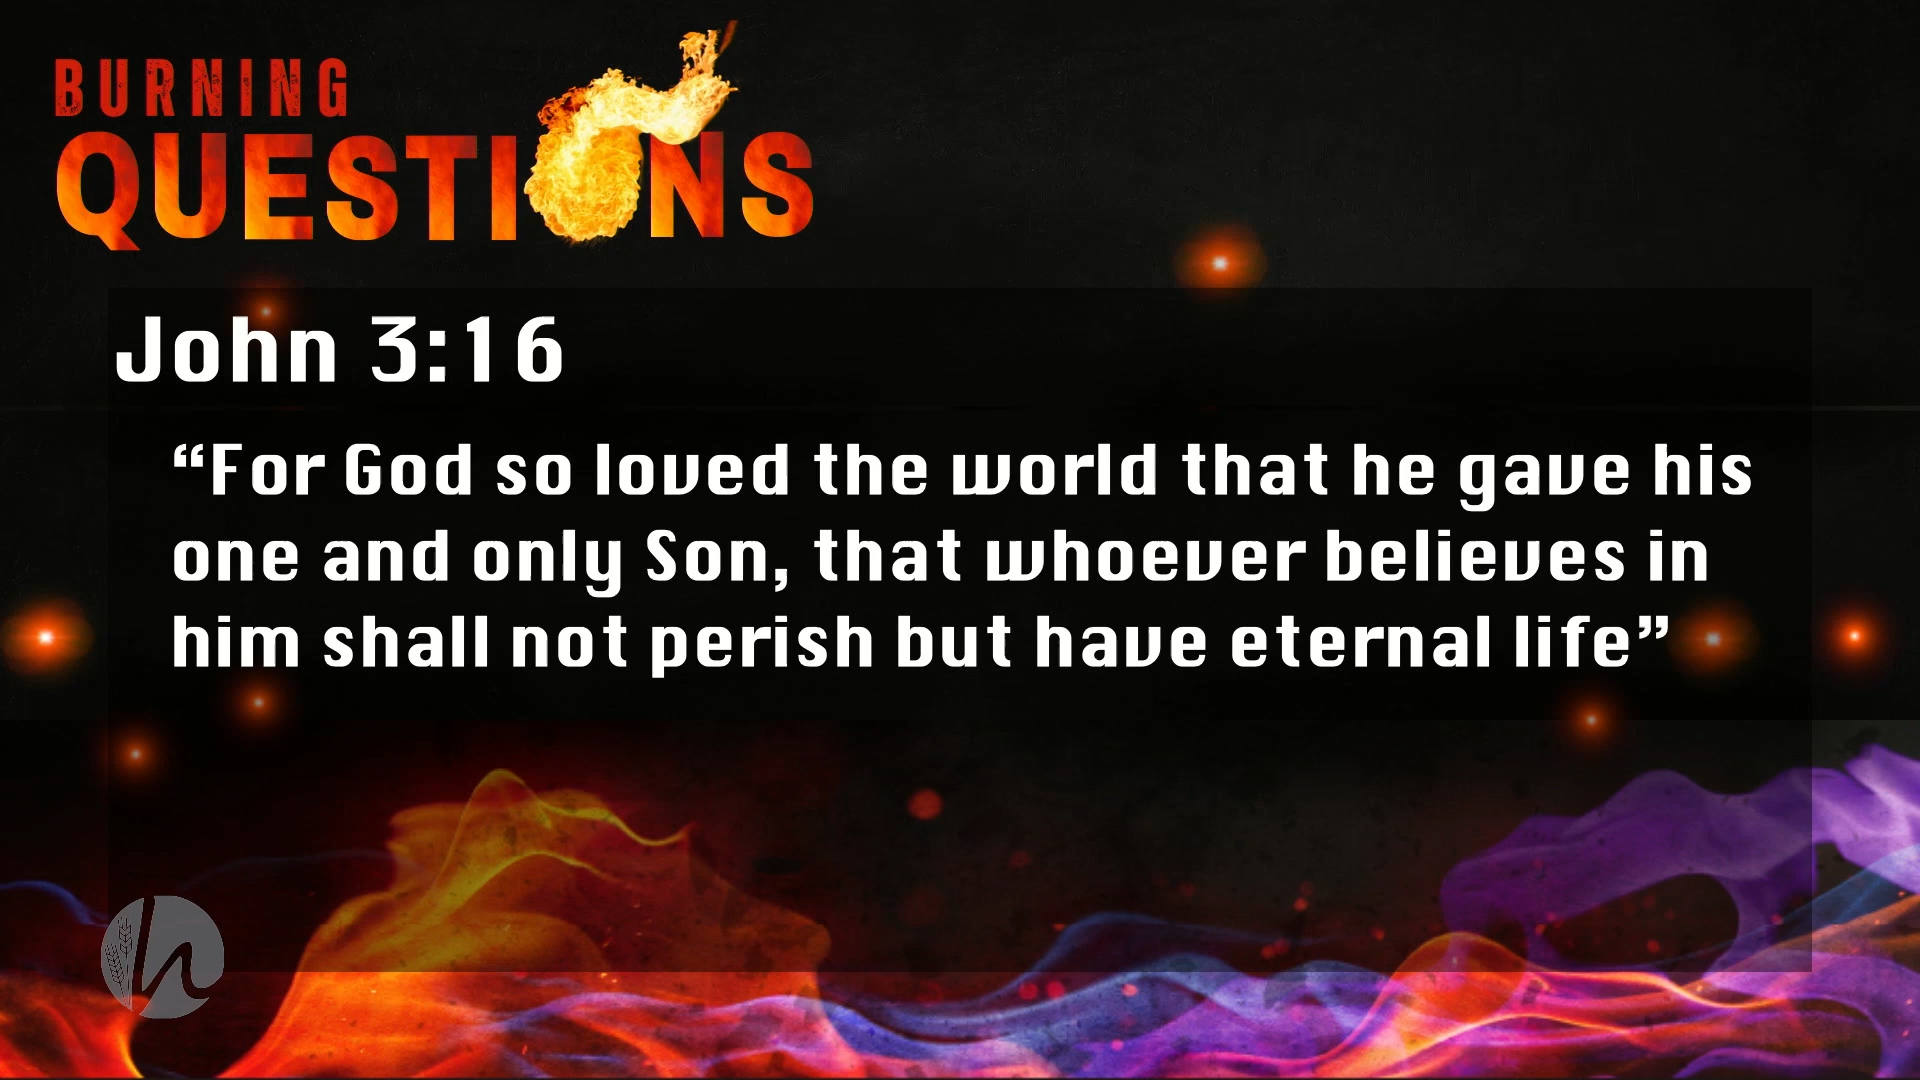 BURNING
QUESTIONS
John 3:16
“For God so loved the world that he gave his
one and only Son, that whoever believes in
him shall not perish but have eternal life”
h